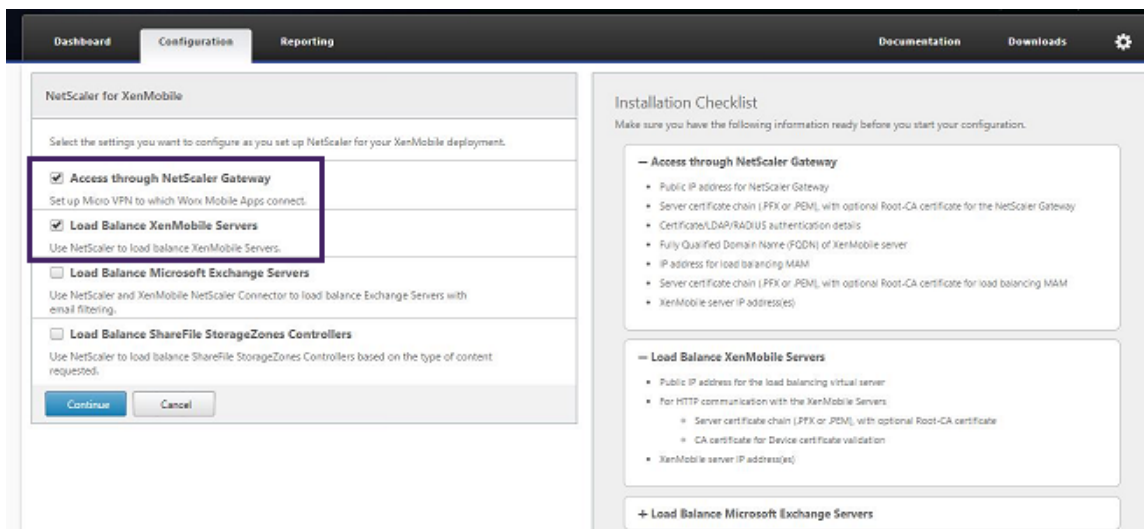 Dashboard
Configuration
Reporting
Documentation
Downloads
NetScaler for XenMobile
Select the settings you want to configure as you set up NetScaler for your XenMobile deployment.
Access through NetScaler Gateway
Set up Micro VPN to which Worx Mobile Apps connect.
Load Balance XenMobile Servers
Use NetScaler to load balance XenMobile Servers.
Load Balance Microsoft Exchange Servers
Use NetScaler and XenMobile NetScaler Connector to load balance Exchange Servers with
email filtering.
Load Balance ShareFile StorageZones Controllers
Use NetScaler to load balance ShareFile StorageZones Controllers based on the type of content
requested.
Continue
Cancel
Installation Checklist
Make sure you have the following information ready before you start your configuration.
— Access through NetScaler Gateway
• Public IP address for NetScaler Gateway
• Server certificate chain (.PFX or .PEM), with optional Root-CA certificate for the NetScaler Gateway
• Certificate/LDAP/RADIUS authentication details
• Fully Qualified Domain Name (FQDN) of XenMobile server
• IP address for load balancing MAM
• Server certificate chain (.PFX or .PEM), with optional Root-CA certificate for load balancing MAM
• XenMobile server IP address(es)
— Load Balance XenMobile Servers
• Public IP address for the load balancing virtual server
• For HTTP communication with the XenMobile Servers
Server certificate chain (.PFX or .PEM), with optional Root-CA certificate
CA certificate for Device certificate validation
• XenMobile server IP address(es)
+ Load Balance Microsoft Exchange Servers